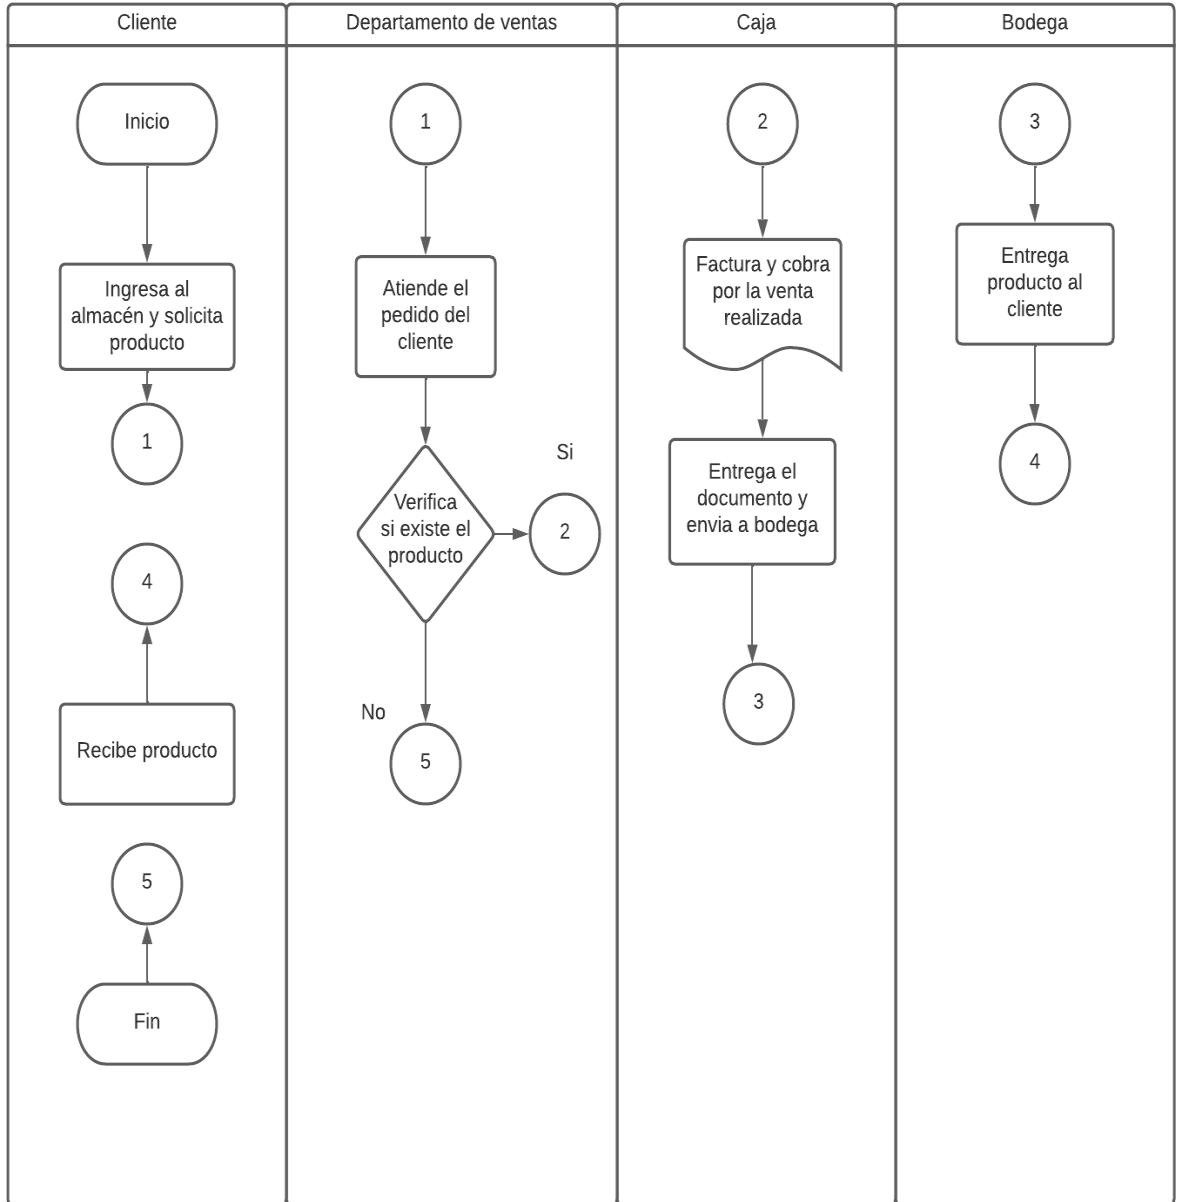 Cliente
Departamento de ventas
Caja
Bodega
Inicio
Ingresa al
almacén y solicita
producto
1
4
Recibe producto
5
Fin
1
Atiende el
pedido del
cliente
Verifica
si existe el
producto
Si
2
No
5
2
Factura y cobra
por la venta
realizada
Entrega el
documento y
envia a bodega
3
3
Entrega
producto al
cliente
4